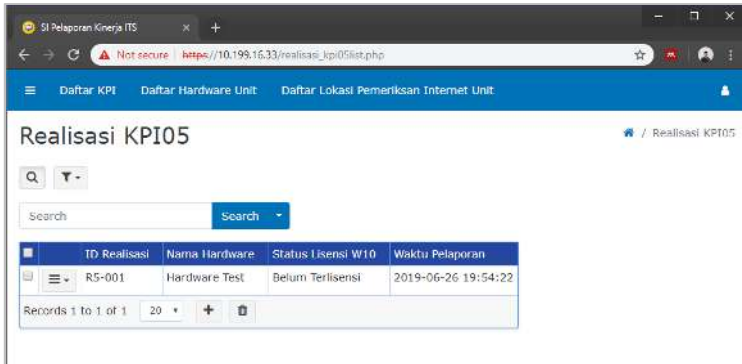 SI Pelaporan Kinerja ITS
Not secure | https://10.199.16.33/realisasi_kpi05list.php
Daftar KPI Daftar Hardware Unit Daftar Lokasi Pemeriksan Internet Unit
Realisasi KPI05
/ Realisasi KPI05
Search Search
ID Realisasi Nama Hardware Status Lisensi W10 Waktu Pelaporan
R5-001 Hardware Test Belum Terlisensi 2019-06-26 19:54:22
Records 1 to 1 of 1 20